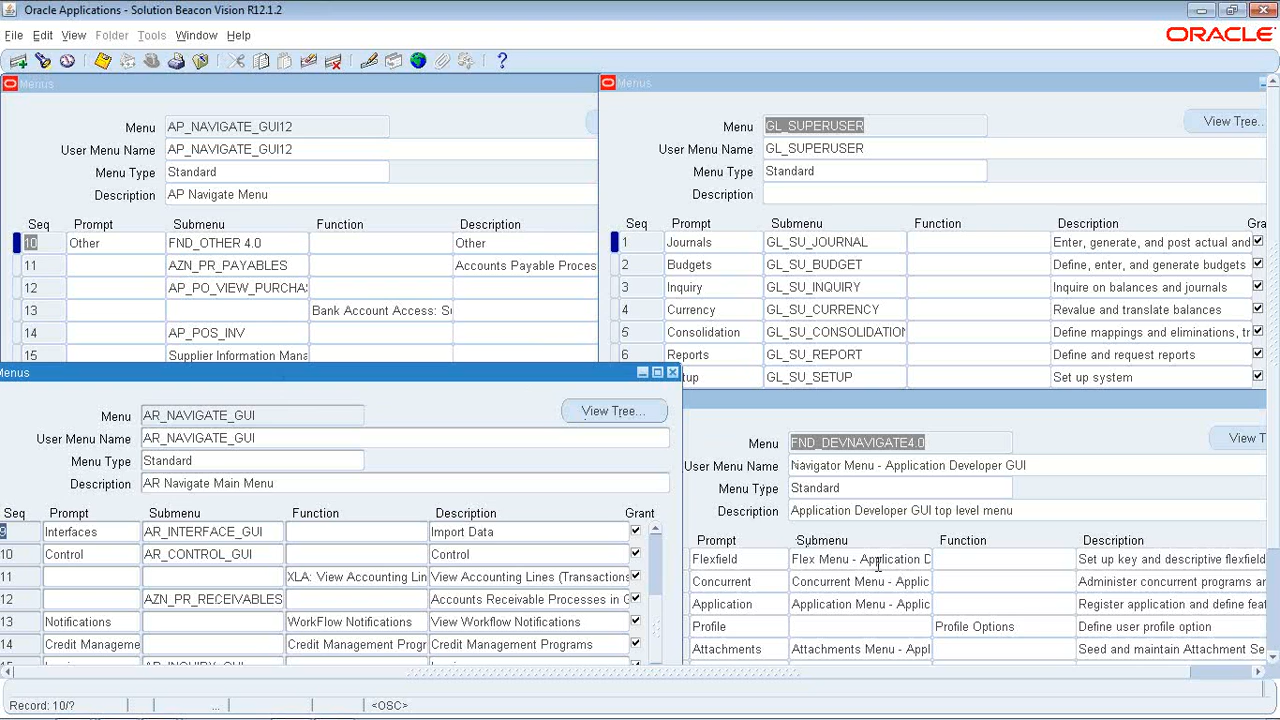 Oracle Applications - Solution Beacon Vision R12.1.2
File Edit View Folder Tools Window Help
ORACLE
Menus
Menu AP_NAVIGATE_GUI12
User Menu Name AP_NAVIGATE_GUI12
Menu Type Standard
Description AP Navigate Menu
Seq Prompt Submenu Function Description
10 Other FND_OTHER 4.0 Other
11 AZN_PR_PAYABLES Accounts Payable Proces
12 AP_PO_VIEW_PURCHA
13 Bank Account Access: S
14 AP_POS_INV
15 Supplier Information Mana
Menus
Menu GL_SUPERUSER
View Tree...
User Menu Name GL_SUPERUSER
Menu Type Standard
Description
Seq Prompt Submenu Function Description Gra
1 Journals GL_SU_JOURNAL Enter, generate, and post actual and
2 Budgets GL_SU_BUDGET Define, enter, and generate budgets
3 Inquiry GL_SU_INQUIRY Inquire on balances and journals
4 Currency GL_SU_CURRENCY Revalue and translate balances
5 Consolidation GL_SU_CONSOLIDATION Define mappings and eliminations, tr
6 Reports GL_SU_REPORT Define and request reports
tup GL_SU_SETUP Set up system
Menus
Menu AR_NAVIGATE_GUI
View Tree...
User Menu Name AR_NAVIGATE_GUI
Menu Type Standard
Description AR Navigate Main Menu
Seq Prompt Submenu Function Description Grant
9 Interfaces AR_INTERFACE_GUI Import Data
10 Control AR_CONTROL_GUI Control
11 XLA: View Accounting Lin View Accounting Lines (Transactions
12 AZN_PR_RECEIVABLES Accounts Receivable Processes in G
13 Notifications WorkFlow Notifications View Workflow Notifications
14 Credit Manageme Credit Management Progr Credit Management Programs
15 AR_INQUIRY_GUI
Menu FND_DEVNAVIGATE4.0
View T
User Menu Name Navigator Menu - Application Developer GUI
Menu Type Standard
Description Application Developer GUI top level menu
Prompt Submenu Function Description
Flexfield Flex Menu - Application D Set up key and descriptive flexfield
Concurrent Concurrent Menu - Applic Administer concurrent programs ar
Application Application Menu - Applic Register application and define feat
Profile Profile Options Define user profile option
Attachments Attachments Menu - Appl Seed and maintain Attachment Se
Record: 10/? ... <OSC>